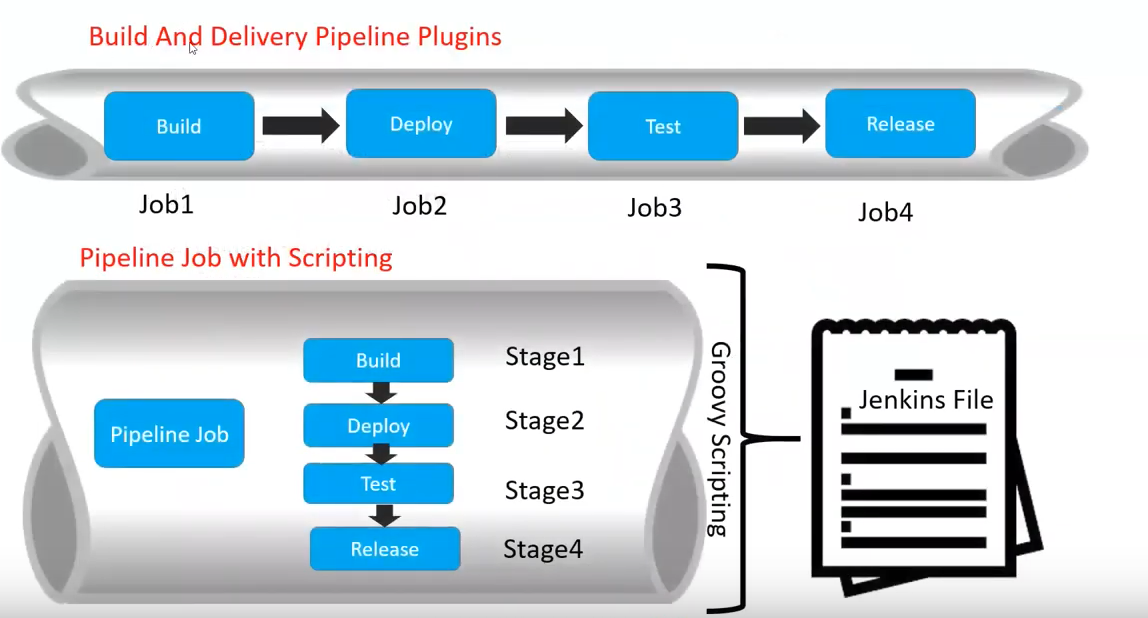 Build And Delivery Pipeline Plugins
Build
Deploy
Test
Release
Job1
Job2
Job3
Job4
Pipeline Job with Scripting
Pipeline Job
Build
Stage1
Deploy
Stage2
Test
Stage3
Release
Stage4
Groovy Scripting
Jenkins File